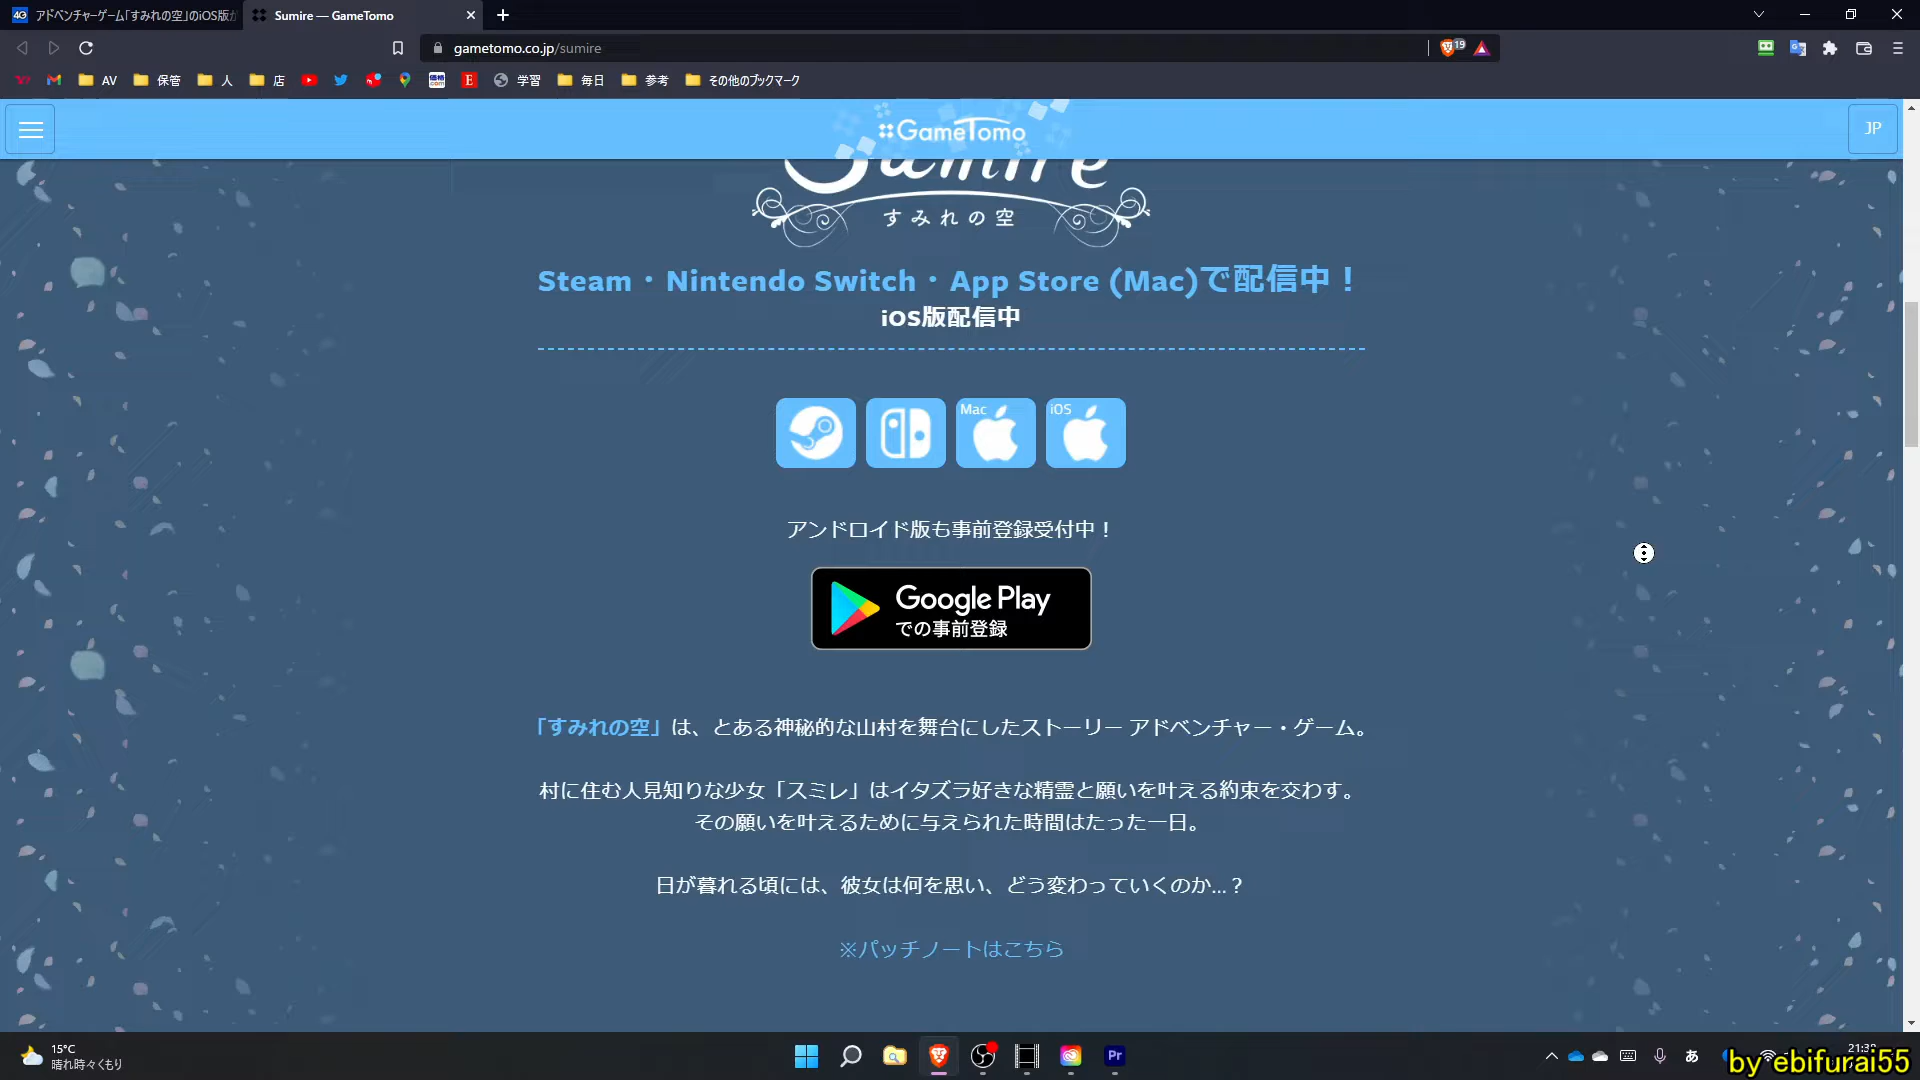 アドベンチャーゲーム「すみれの空」のiOS版が
Sumire — GameTomo
gametomo.co.jp/sumire
19
AV
保管
人
店
価格.com
E
学習
毎日
参考
その他のブックマーク
GameTomo
JP
Sumire
すみれの空
Steam・Nintendo Switch・App Store (Mac)で配信中！
iOS版配信中
Mac
iOS
アンドロイド版も事前登録受付中！
Google Play
での事前登録
「すみれの空」は、とある神秘的な山村を舞台にしたストーリー アドベンチャー・ゲーム。
村に住む人見知りな少女「スミレ」はイタズラ好きな精霊と願いを叶える約束を交わす。
その願いを叶えるために与えられた時間はたった一日。
日が暮れる頃には、彼女は何を思い、どう変わっていくのか...？
※パッチノートはこちら
15°C
晴れ時々くもり
Pr
あ
by ebifurai55